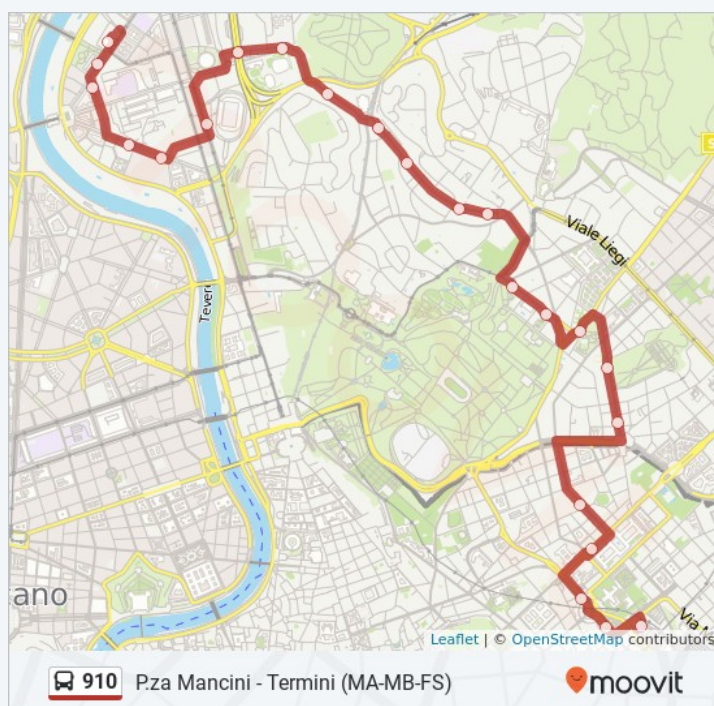 S
Viale Liegi
Tevere
ano
Via
Leaflet | © OpenStreetMap contributors
910 P.za Mancini - Termini (MA-MB-FS)
moovit